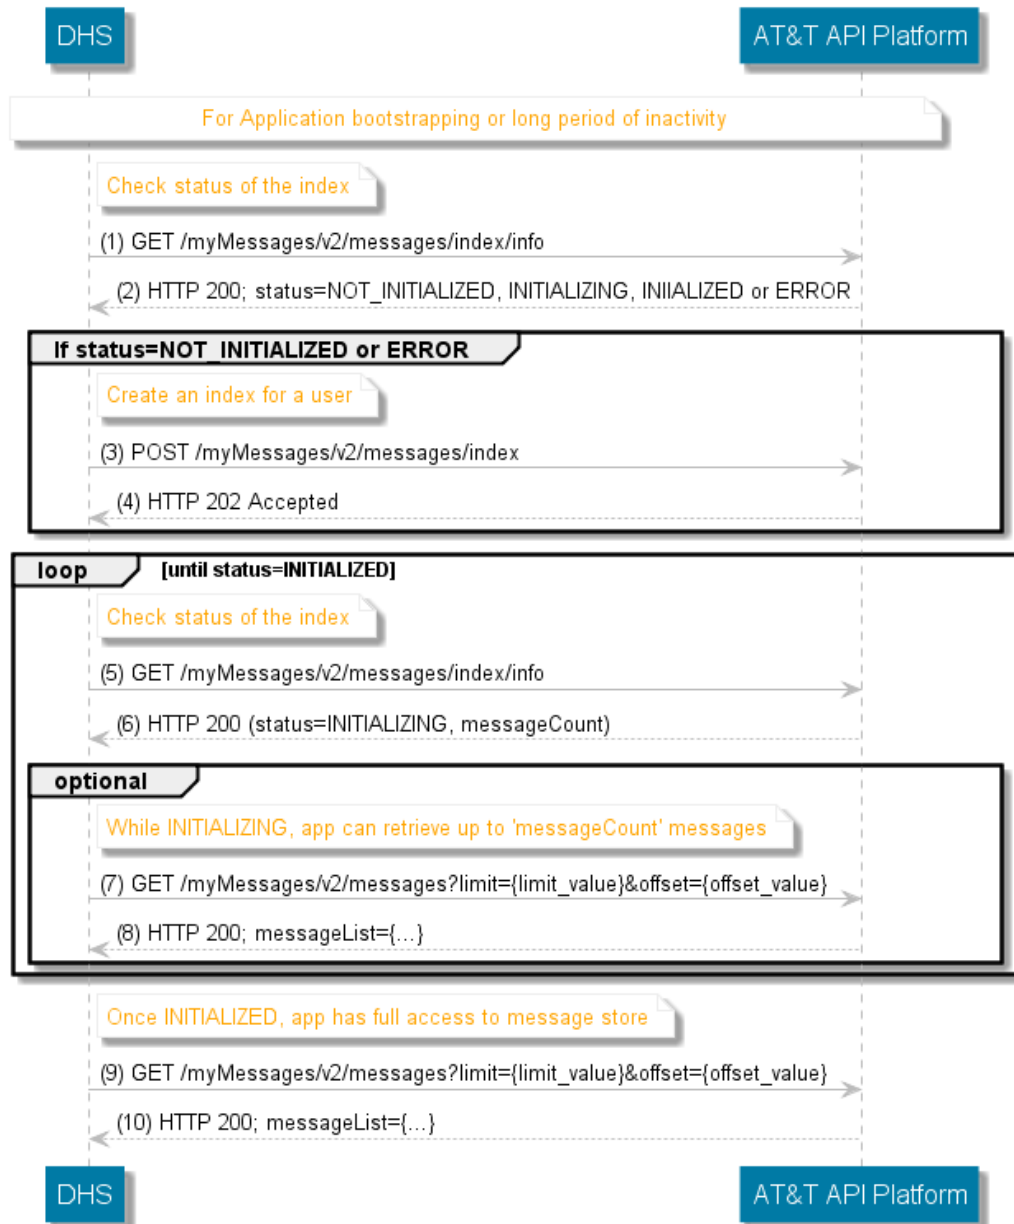 DHS
AT&T API Platform
For Application bootstrapping or long period of inactivity
Check status of the index
(1) GET /myMessages/v2/messages/index/info
(2) HTTP 200; status=NOT_INITIALIZED, INITIALIZING, INIIALIZED or ERROR
If status=NOT_INITIALIZED or ERROR
Create an index for a user
(3) POST /myMessages/v2/messages/index
(4) HTTP 202 Accepted
loop [until status=INITIALIZED]
Check status of the index
(5) GET /myMessages/v2/messages/index/info
(6) HTTP 200 (status=INITIALIZING, messageCount)
optional
While INITIALIZING, app can retrieve up to 'messageCount' messages
(7) GET /myMessages/v2/messages?limit={limit_value}&offset={offset_value}
(8) HTTP 200; messageList={...}
Once INITIALIZED, app has full access to message store
(9) GET /myMessages/v2/messages?limit={limit_value}&offset={offset_value}
(10) HTTP 200; messageList={...}
DHS
AT&T API Platform